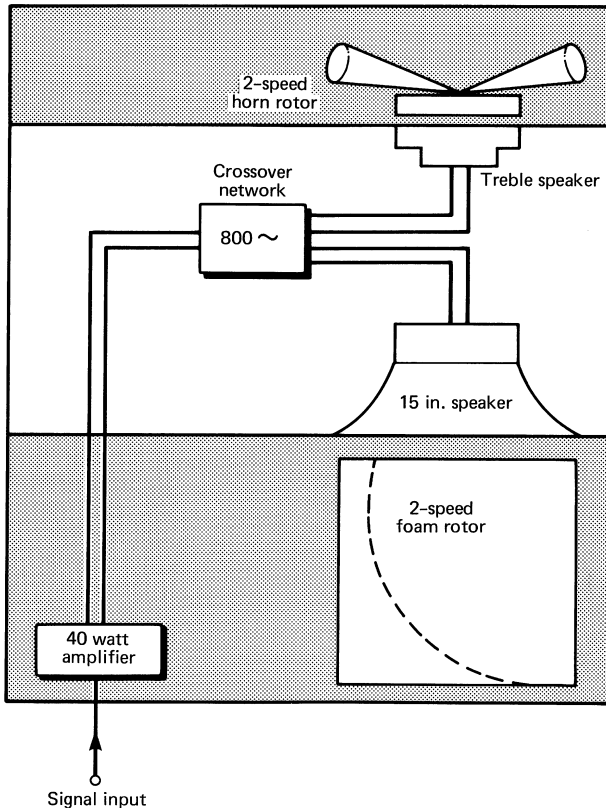 2-speed
horn rotor
Treble speaker
Crossover
network
800 ~
15 in. speaker
2-speed
foam rotor
40 watt
amplifier
Signal input